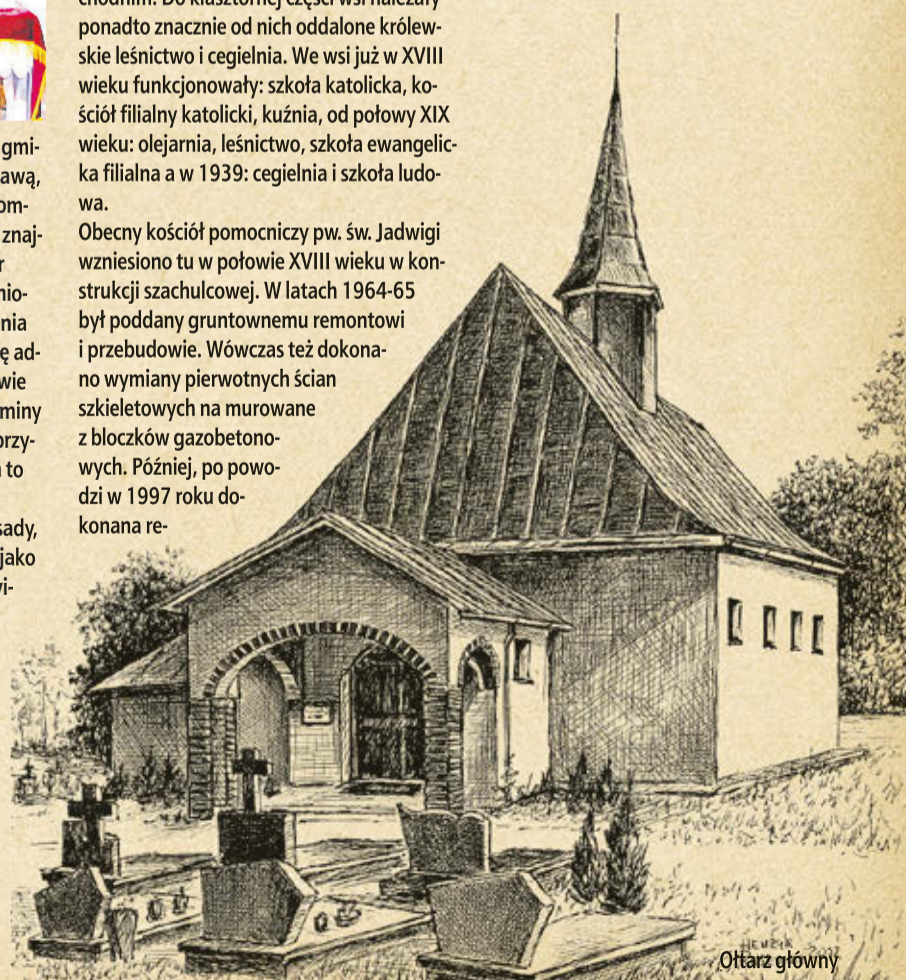 gmi-
awą,
om-
znaj-
r
nio-
nia
ę ad-
wie
miny
przy-
to
sady,
jako
wi-
chodnim. Do klasztornej części wsi należały
ponadto znacznie od nich oddalone królew-
skie leśnictwo i cegielnia. We wsi już w XVIII
wieku funkcjonowały: szkoła katolicka, ko-
ściół filialny katolicki, kuźnia, od połowy XIX
wieku: olejarnia, leśnictwo, szkoła ewangelic-
ka filialna a w 1939: cegielnia i szkoła ludo-
wa.
Obecny kościół pomocniczy pw. św. Jadwigi
wzniesiono tu w połowie XVIII wieku w kon-
strukcji szachulcowej. W latach 1964-65
był poddany gruntownemu remontowi
i przebudowie. Wówczas też dokona-
no wymiany pierwotnych ścian
szkieletowych na murowane
z bloczków gazobetono-
wych. Później, po powo-
dzi w 1997 roku do-
konana re-
Ołtarz główny